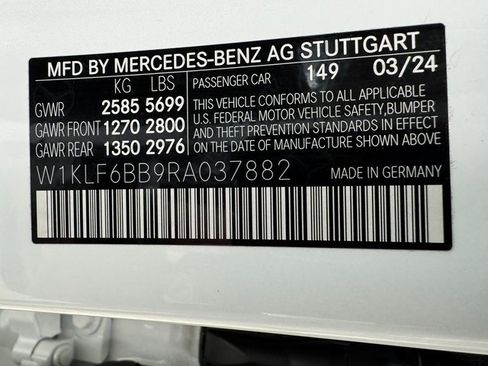 MFD BY MERCEDES-BENZ AG STUTTGART
KG LBS PASSENGER CAR 149 03/24
GVWR 2585 5699
GAWR FRONT 1270 2800
GAWR REAR 1350 2976
THIS VEHICLE CONFORMS TO ALL APPLICABLE
U.S. FEDERAL MOTOR VEHICLE SAFETY, BUMPER
AND THEFT PREVENTION STANDARDS IN EFFECT
ON THE DATE OF MANUFACTURE SHOWN ABOVE
W1KLF6BB9RA037882 MADE IN GERMANY